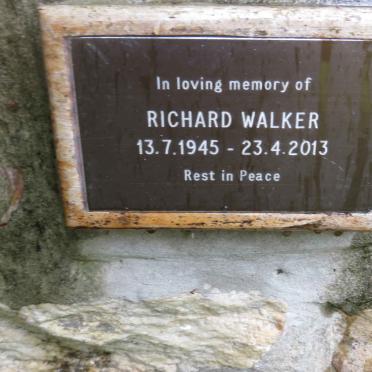 In loving memory of
RICHARD WALKER
13.7.1945 - 23.4.2013
Rest in Peace